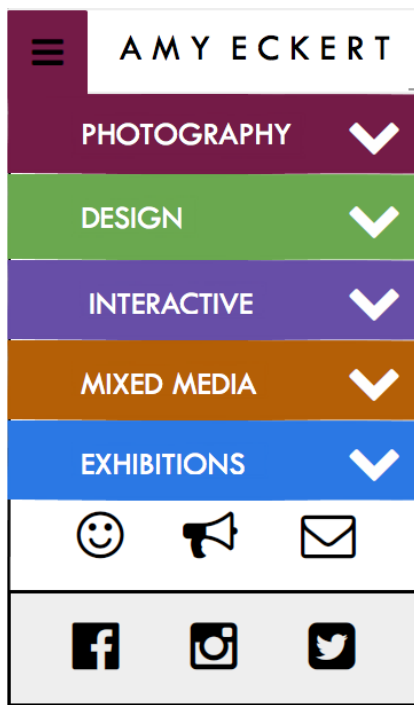 AMY ECKERT
PHOTOGRAPHY
DESIGN
INTERACTIVE
MIXED MEDIA
EXHIBITIONS